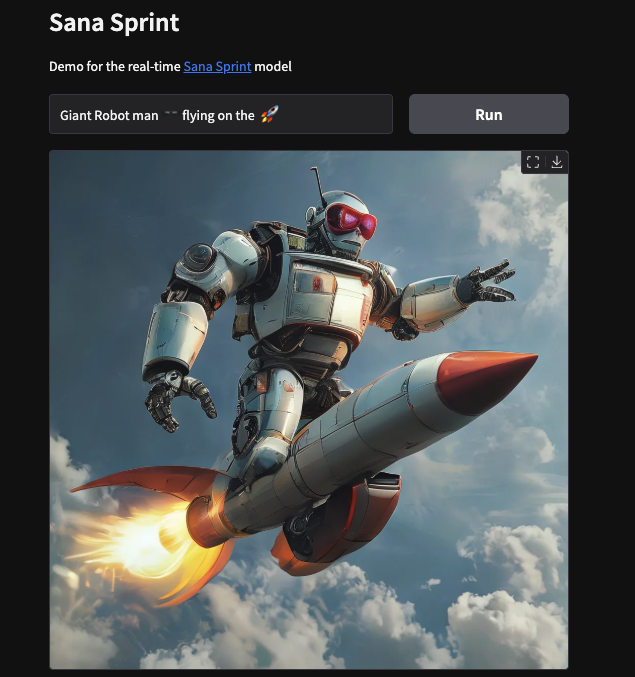 Sana Sprint
Demo for the real-time Sana Sprint model
Giant Robot man 🕶️ flying on the 🚀
Run